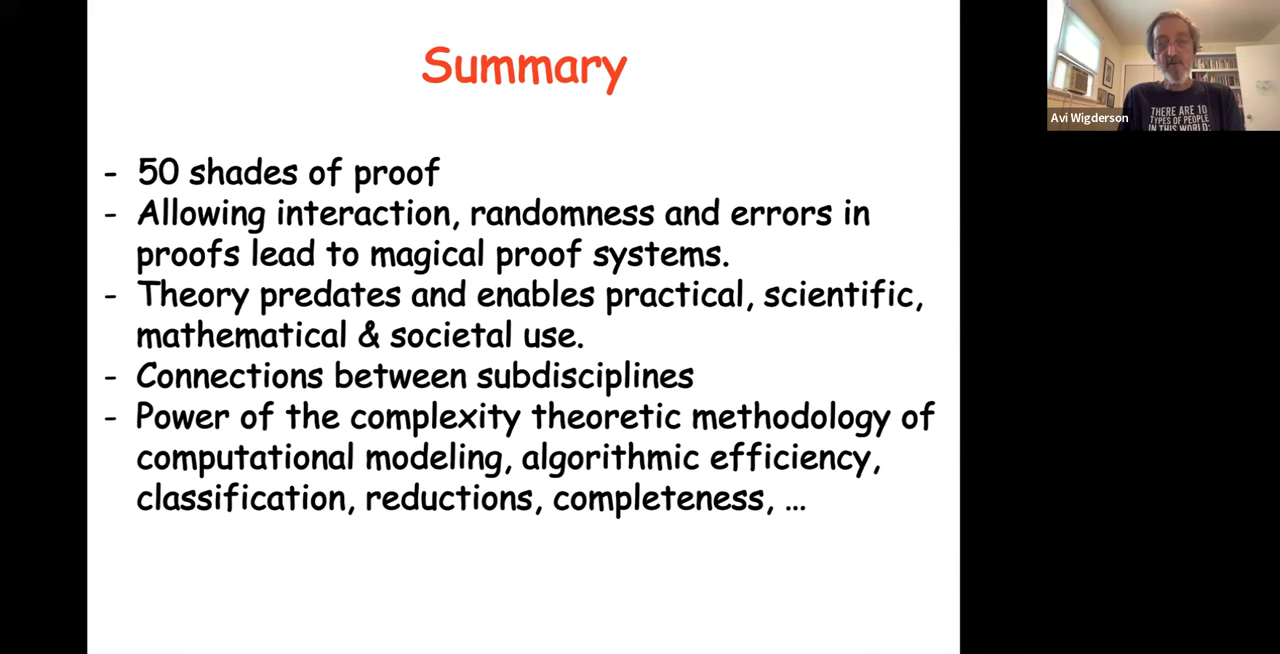 Summary
- 50 shades of proof
- Allowing interaction, randomness and errors in
proofs lead to magical proof systems.
- Theory predates and enables practical, scientific,
mathematical & societal use.
- Connections between subdisciplines
- Power of the complexity theoretic methodology of
computational modeling, algorithmic efficiency,
classification, reductions, completeness, ...
Avi Wigderson
THERE ARE 10
TYPES OF PEOPLE
IN THIS WORLD: